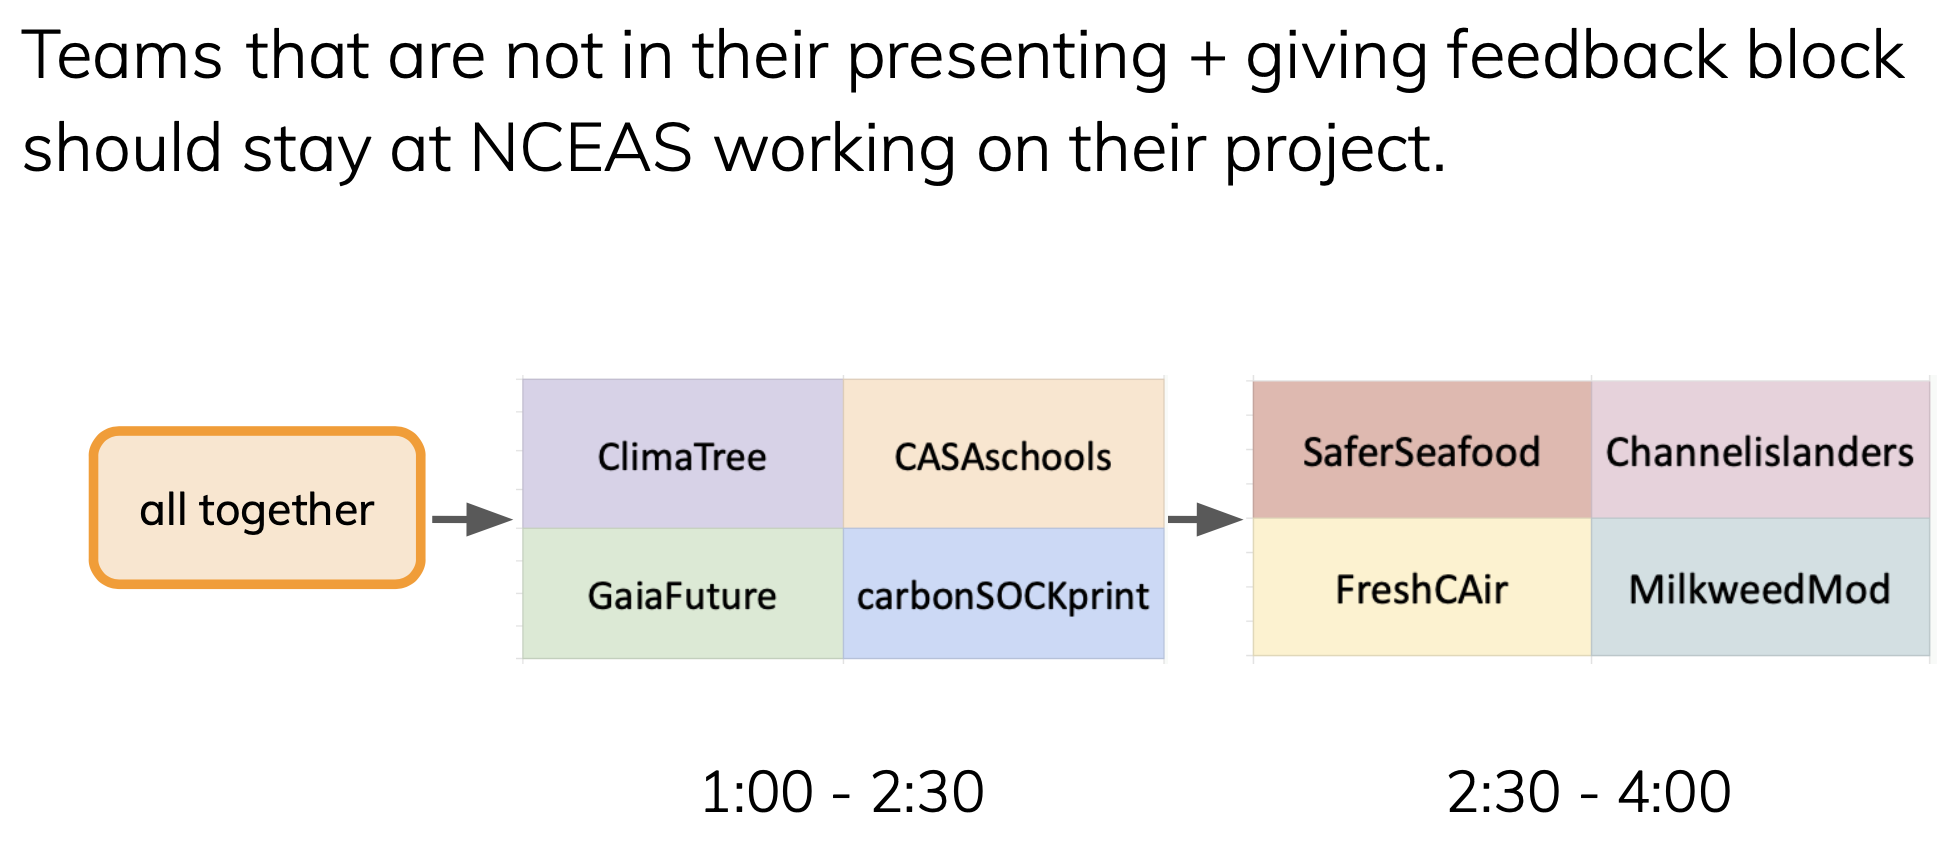 Teams that are not in their presenting + giving feedback block
should stay at NCEAS working on their project.
all together
ClimaTree
CASAschools
GaiaFuture
carbonSOCKprint
SaferSeafood
Channelislanders
FreshCAir
MilkweedMod
1:00 - 2:30
2:30 - 4:00